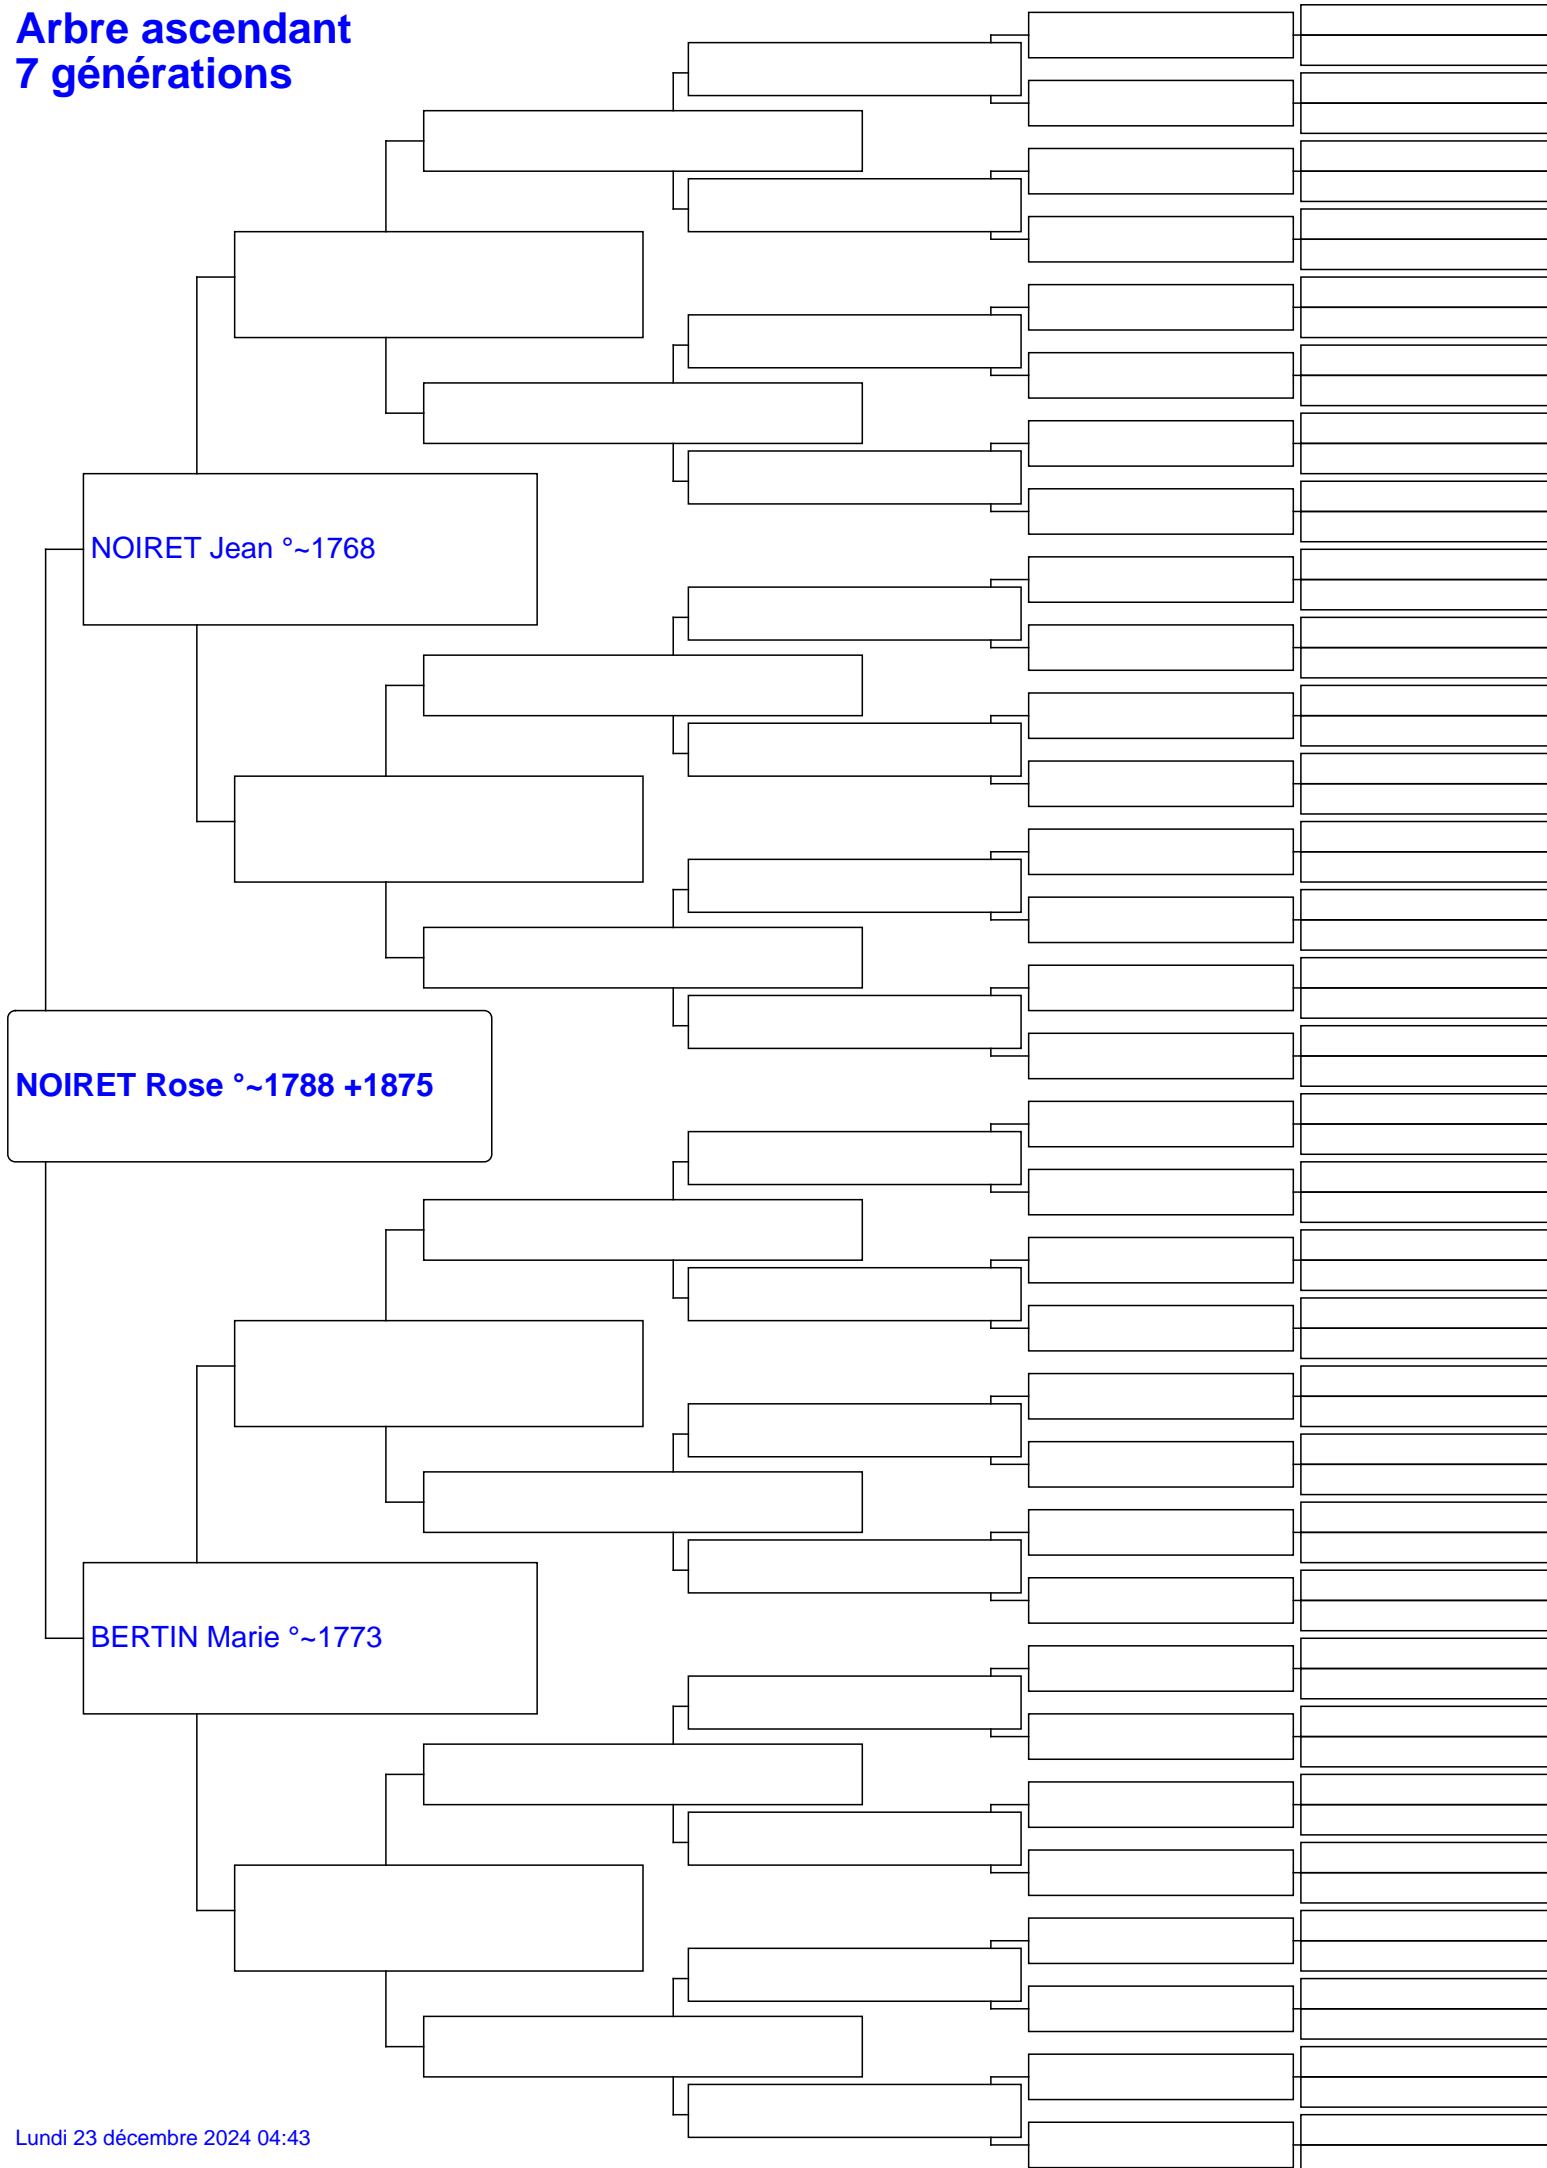 Arbre ascendant
7 générations
NOIRET Jean °~1768
NOIRET Rose °~1788 +1875
BERTIN Marie °~1773
Lundi 23 décembre 2024 04:43